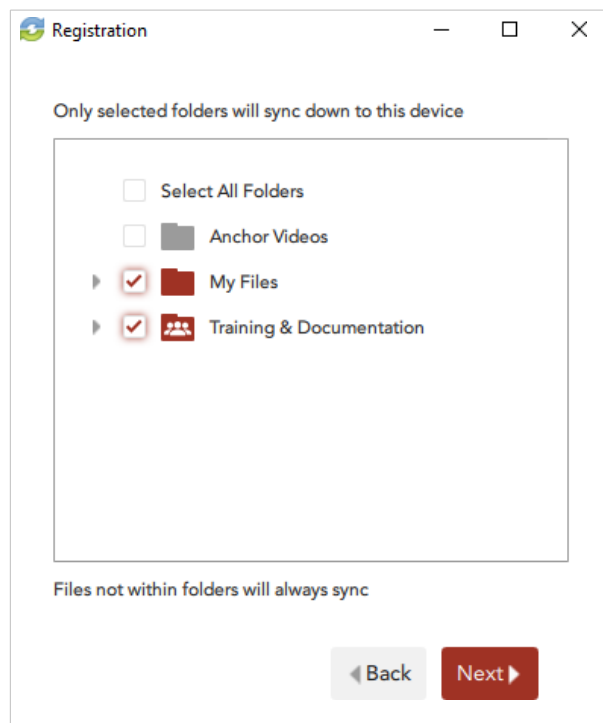 Registration
Only selected folders will sync down to this device
Select All Folders
Anchor Videos
My Files
Training & Documentation
Files not within folders will always sync
Back
Next